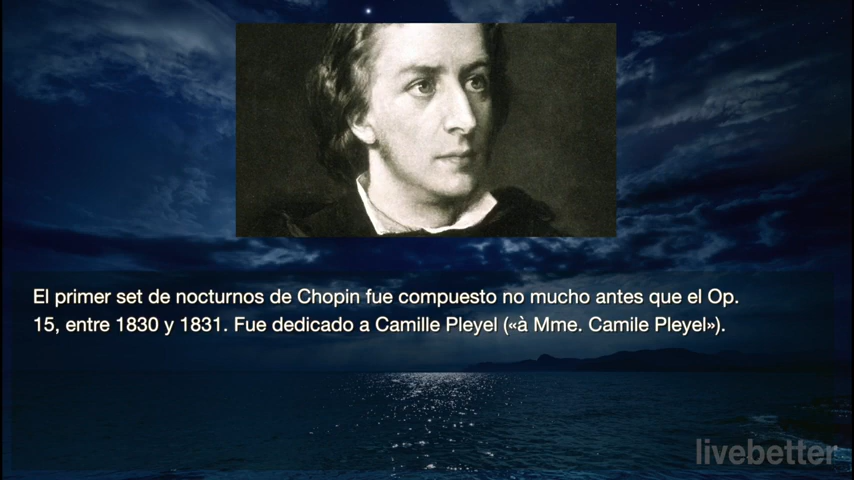 El primer set de nocturnos de Chopin fue compuesto no mucho antes que el Op.
15, entre 1830 y 1831. Fue dedicado a Camille Pleyel («à Mme. Camile Pleyel»).
livebetter